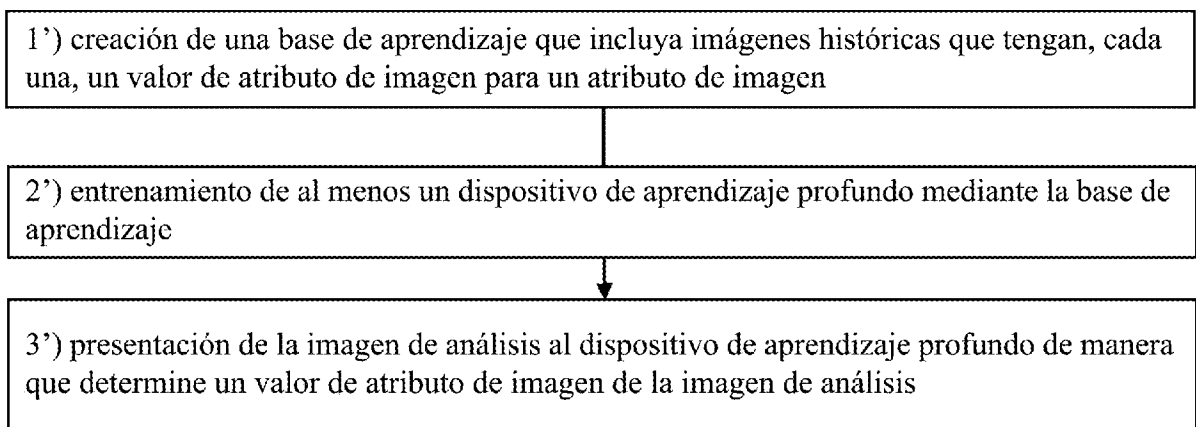 1’) creación de una base de aprendizaje que incluya imágenes históricas que tengan, cada
una, un valor de atributo de imagen para un atributo de imagen
2’) entrenamiento de al menos un dispositivo de aprendizaje profundo mediante la base de
aprendizaje
3’) presentación de la imagen de análisis al dispositivo de aprendizaje profundo de manera
que determine un valor de atributo de imagen de la imagen de análisis